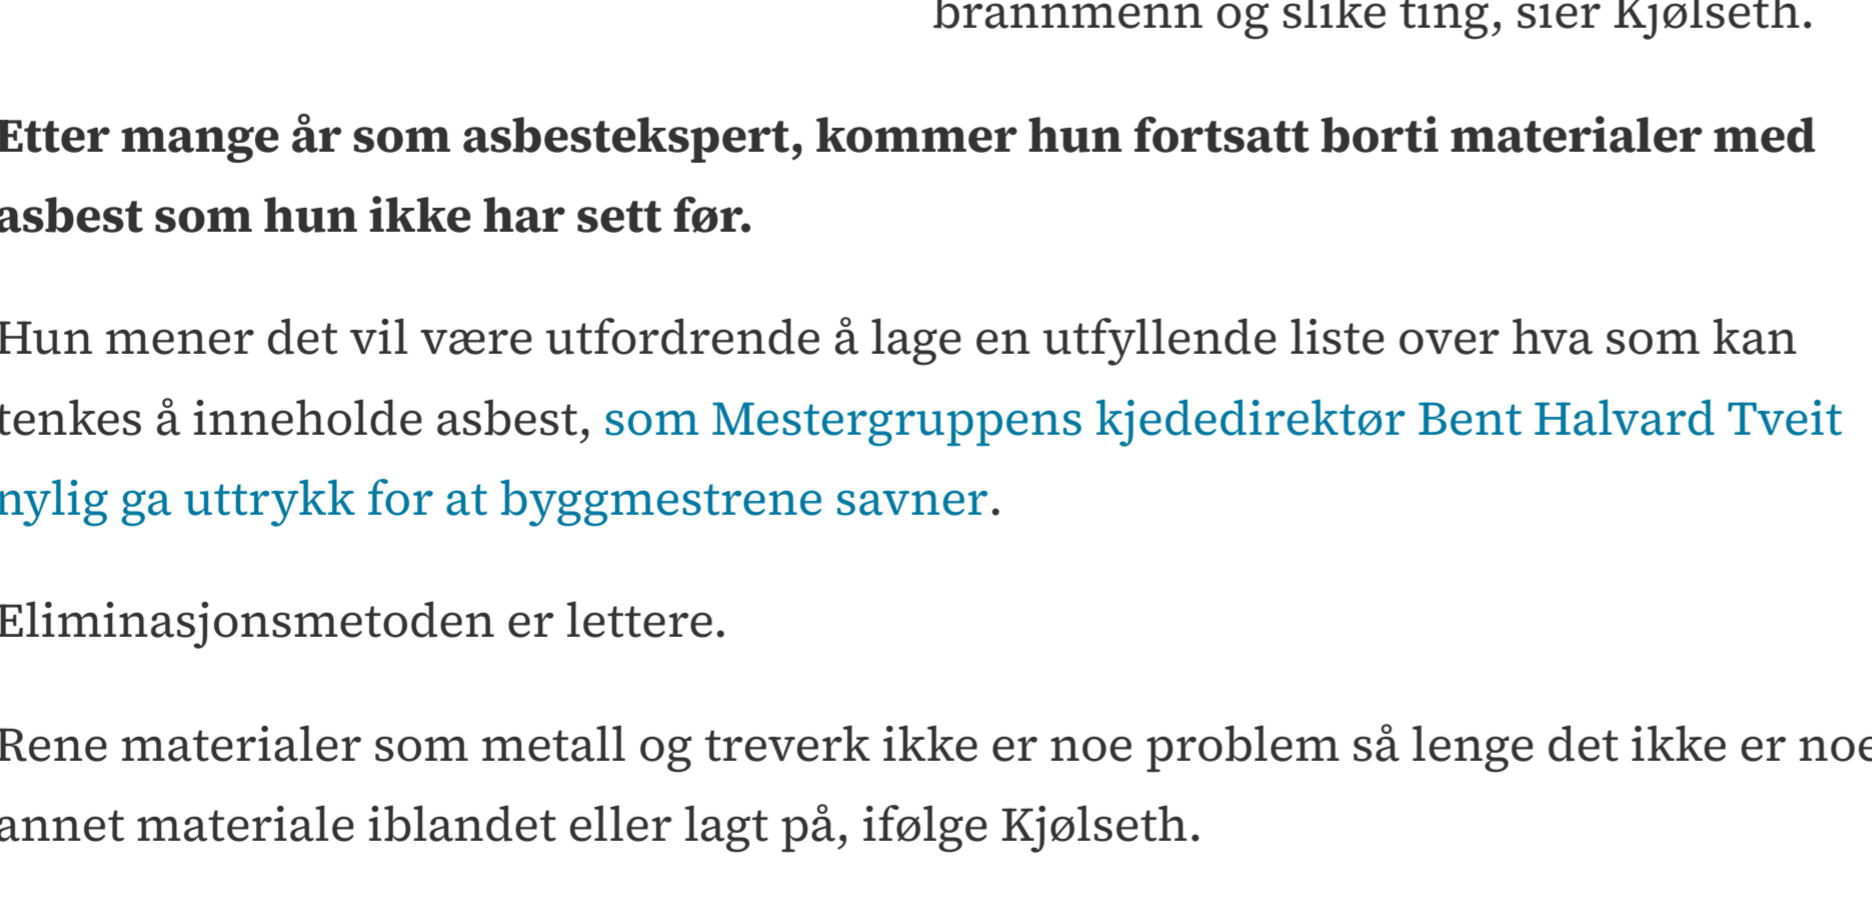 brannmenn og slike ting, sier Kjølseth.
Etter mange år som asbestekspert, kommer hun fortsatt borti materialer med
asbest som hun ikke har sett før.
Hun mener det vil være utfordrende å lage en utfyllende liste over hva som kan
tenkes å inneholde asbest, som Mestergruppens kjededirektør Bent Halvard Tveit
nylig ga uttrykk for at byggmestrene savner.
Eliminasjonsmetoden er lettere.
Rene materialer som metall og treverk ikke er noe problem så lenge det ikke er noe
annet materiale iblandet eller lagt på, ifølge Kjølseth.